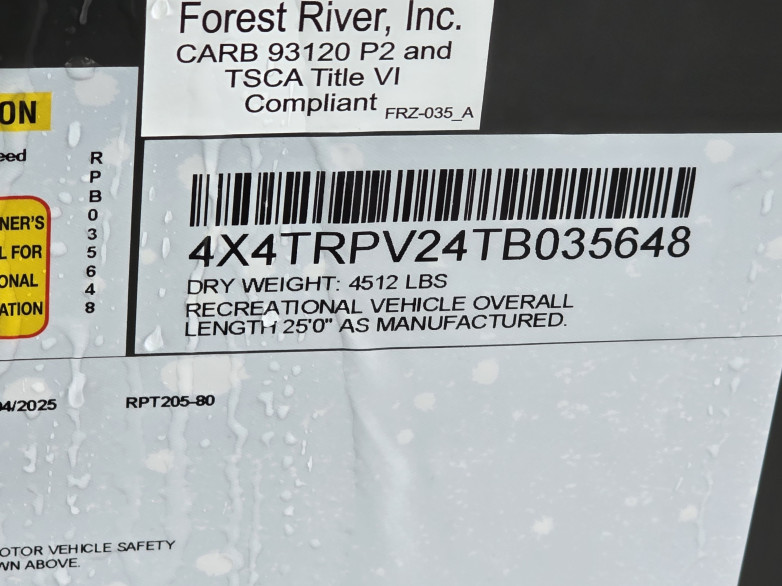 Forest River, Inc.
CARB 93120 P2 and
TSCA Title VI
Compliant FRZ-035_A
ON
eed
NER'S
L FOR
ONAL
ATION
R
P
B
0
3
5
6
4
8
4X4TRPV24TB035648
DRY WEIGHT: 4512 LBS
RECREATIONAL VEHICLE OVERALL
LENGTH 25'0" AS MANUFACTURED.
04/2025 RPT205-80
OTOR VEHICLE SAFETY
WN ABOVE.